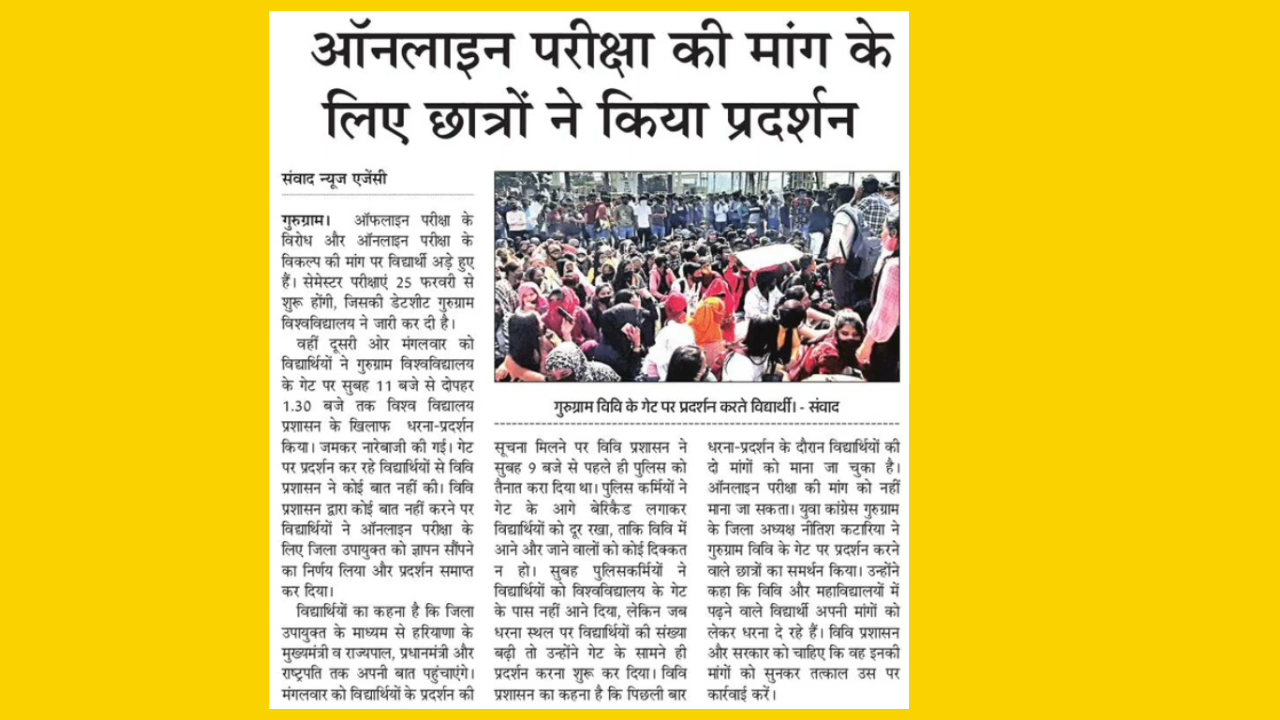 ऑनलाइन परीक्षा की मांग के
लिए छात्रों ने किया प्रदर्शन
संवाद न्यूज एजेंसी
गुरुग्राम। ऑफलाइन परीक्षा के
विरोध और ऑनलाइन परीक्षा के
विकल्प की मांग पर विद्यार्थी अड़े हुए
हैं। सेमेस्टर परीक्षाएं 25 फरवरी से
शुरू होंगी, जिसकी डेटशीट गुरुग्राम
विश्वविद्यालय ने जारी कर दी है।
वहीं दूसरी ओर मंगलवार को
विद्यार्थियों ने गुरुग्राम विश्वविद्यालय
के गेट पर सुबह 11 बजे से दोपहर
1.30 बजे तक विश्व विद्यालय
प्रशासन के खिलाफ धरना-प्रदर्शन
किया। जमकर नारेबाजी की गई। गेट
पर प्रदर्शन कर रहे विद्यार्थियों से विवि
प्रशासन ने कोई बात नहीं की। विवि
प्रशासन द्वारा कोई बात नहीं करने पर
विद्यार्थियों ने ऑनलाइन परीक्षा के
लिए जिला उपायुक्त को ज्ञापन सौंपने
का निर्णय लिया और प्रदर्शन समाप्त
कर दिया।
विद्यार्थियों का कहना है कि जिला
उपायुक्त के माध्यम से हरियाणा के
मुख्यमंत्री व राज्यपाल, प्रधानमंत्री और
राष्ट्रपति तक अपनी बात पहुंचाएंगे।
मंगलवार को विद्यार्थियों के प्रदर्शन की
गुरुग्राम विवि के गेट पर प्रदर्शन करते विद्यार्थी। - संवाद
सूचना मिलने पर विवि प्रशासन ने
सुबह 9 बजे से पहले ही पुलिस को
तैनात करा दिया था। पुलिस कर्मियों ने
गेट के आगे बेरिकैड लगाकर
विद्यार्थियों को दूर रखा, ताकि विवि में
आने और जाने वालों को कोई दिक्कत
न हो। सुबह पुलिसकर्मियों ने
विद्यार्थियों को विश्वविद्यालय के गेट
के पास नहीं आने दिया, लेकिन जब
धरना स्थल पर विद्यार्थियों की संख्या
बढ़ी तो उन्होंने गेट के सामने ही
प्रदर्शन करना शुरू कर दिया। विवि
प्रशासन का कहना है कि पिछली बार
धरना-प्रदर्शन के दौरान विद्यार्थियों की
दो मांगों को माना जा चुका है।
ऑनलाइन परीक्षा की मांग को नहीं
माना जा सकता। युवा कांग्रेस गुरुग्राम
के जिला अध्यक्ष नीतिश कटारिया ने
गुरुग्राम विवि के गेट पर प्रदर्शन करने
वाले छात्रों का समर्थन किया। उन्होंने
कहा कि विवि और महाविद्यालयों में
पढ़ने वाले विद्यार्थी अपनी मांगों को
लेकर धरना दे रहे हैं। विवि प्रशासन
और सरकार को चाहिए कि वह इनकी
मांगों को सुनकर तत्काल उस पर
कार्रवाई करें।